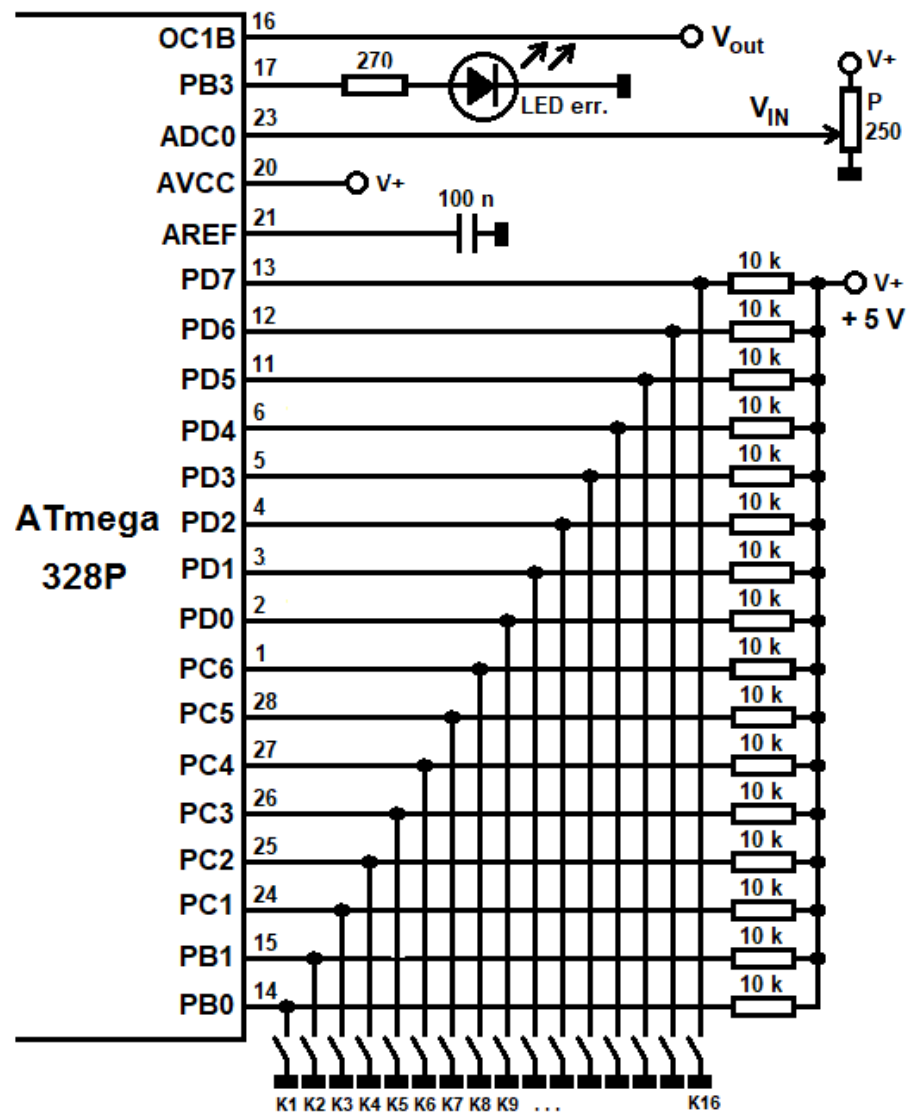 OC1B 16 Vout
PB3 17 270 LED err. V+
ADC0 23 VIN P 250
AVCC 20 V+
AREF 21 100 n
PD7 13 10 k V+
+ 5 V
PD6 12 10 k
PD5 11 10 k
PD4 6 10 k
PD3 5 10 k
ATmega
328P
PD2 4 10 k
PD1 3 10 k
PD0 2 10 k
PC6 1 10 k
PC5 28 10 k
PC4 27 10 k
PC3 26 10 k
PC2 25 10 k
PC1 24 10 k
PB1 15 10 k
PB0 14 10 k
K1 K2 K3 K4 K5 K6 K7 K8 K9 . . . K16